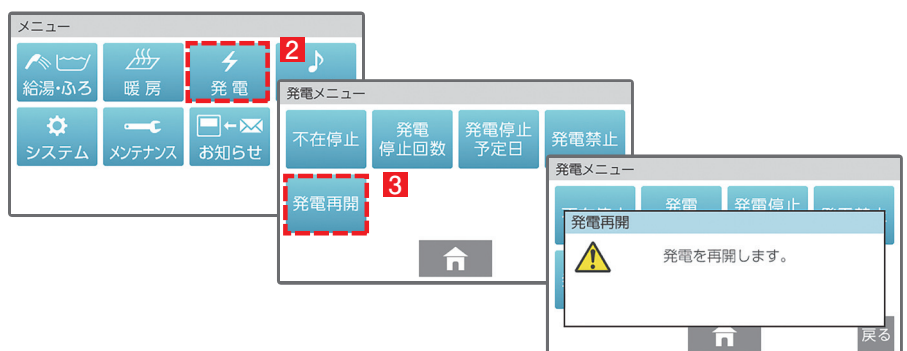 メニュー
給湯・ふろ
暖房
発電
2
システム
メンテナンス
お知らせ
発電メニュー
不在停止
発電
停止回数
発電停止
予定日
発電禁止
発電再開
3
発電メニュー
発電
発電停止
発電再開
発電を再開します。
戻る